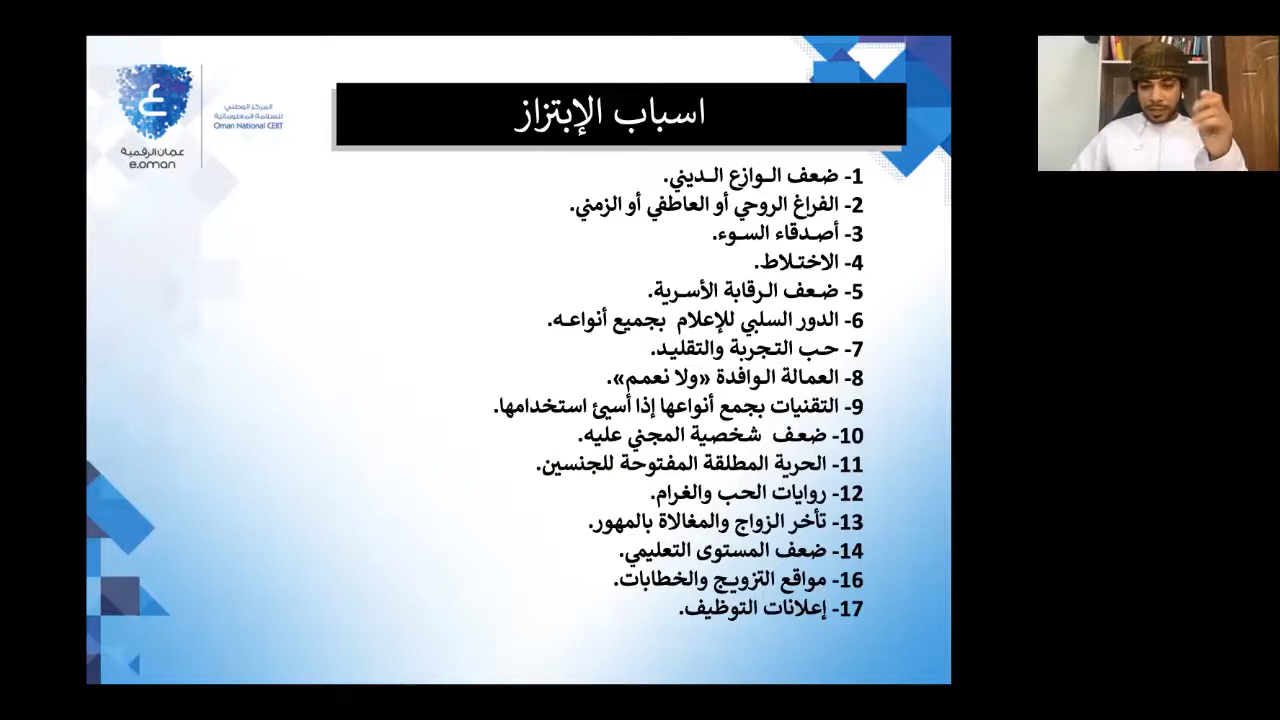 المركز الوطني
للسلامة المعلوماتية
Oman National CERT
عمان الرقمية
e.oman
اسباب الإبتزاز
1- ضعف الوازع الديني.
2- الفراغ الروحي أو العاطفي أو الزمني.
3- أصدقاء السوء.
4- الاختلاط.
5- ضعف الرقابة الأسرية.
6- الدور السلبي للإعلام بجميع أنواعه.
7- حب التجربة والتقليد.
8- العمالة الوافدة «ولا نعمم».
9- التقنيات بجمع أنواعها إذا أسيئ استخدامها.
10- ضعف شخصية المجني عليه.
11- الحرية المطلقة المفتوحة للجنسين.
12- روايات الحب والغرام.
13- تأخر الزواج والمغالاة بالمهور.
14- ضعف المستوى التعليمي.
16- مواقع التزويج والخطابات.
17- إعلانات التوظيف.